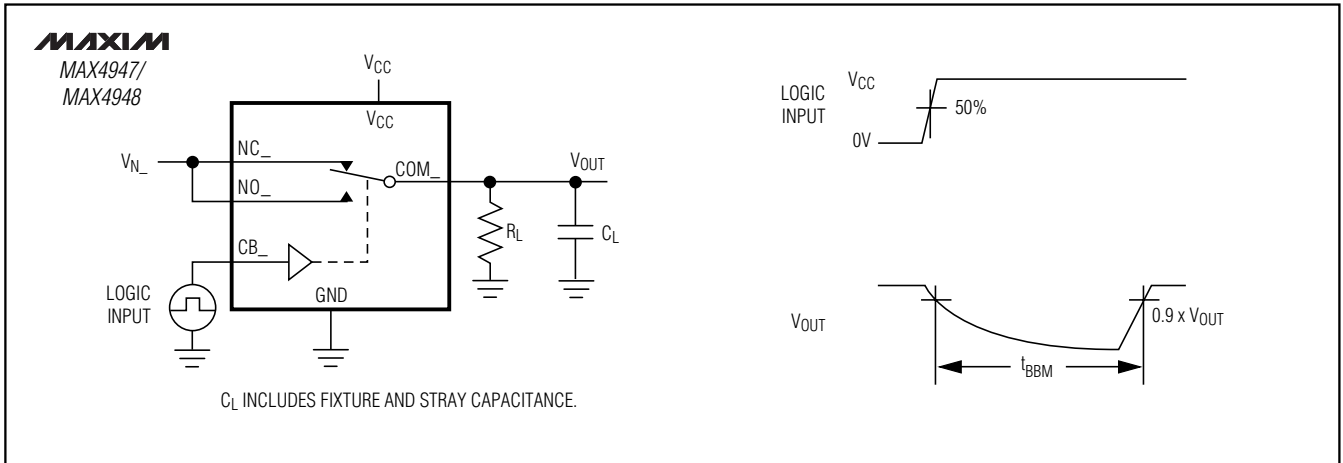 MAXIM
MAX4947/
MAX4948
VCC
VCC
VN_
NC_
NO_
COM_
VOUT
RL
CL
CB_
GND
LOGIC
INPUT
CL INCLUDES FIXTURE AND STRAY CAPACITANCE.
LOGIC
INPUT
VCC
50%
0V
VOUT
0.9 x VOUT
tBBM